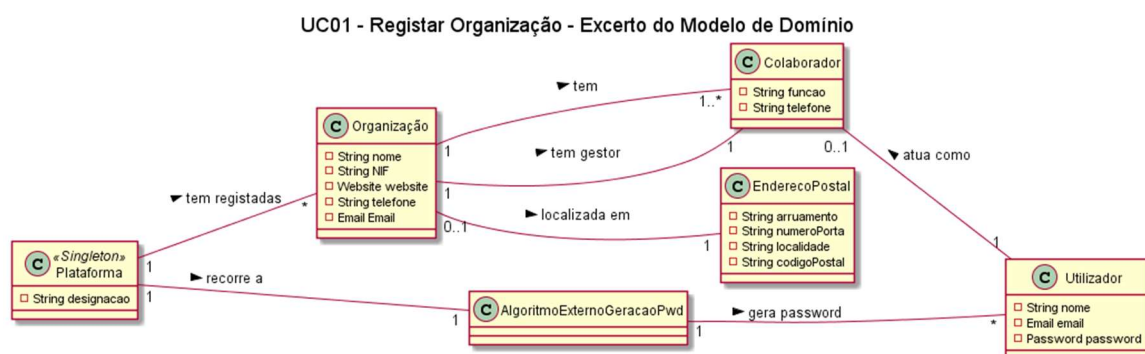 UC01 - Registar Organização - Excerto do Modelo de Domínio
C Colaborador
String funcao
String telefone
tem
1..*
1
C Organização
String nome
String NIF
Website website
String telefone
Email Email
tem gestor
1
1
0..1
atua como
1
C EnderecoPostal
String arruamento
String numeroPorta
String localidade
String codigoPostal
localizada em
0..1
1
tem registadas
*
1
C «Singleton»
Plataforma
String designacao
recorre a
1
1
C AlgoritmoExternoGeracaoPwd
gera password
1
*
C Utilizador
String nome
Email email
Password password